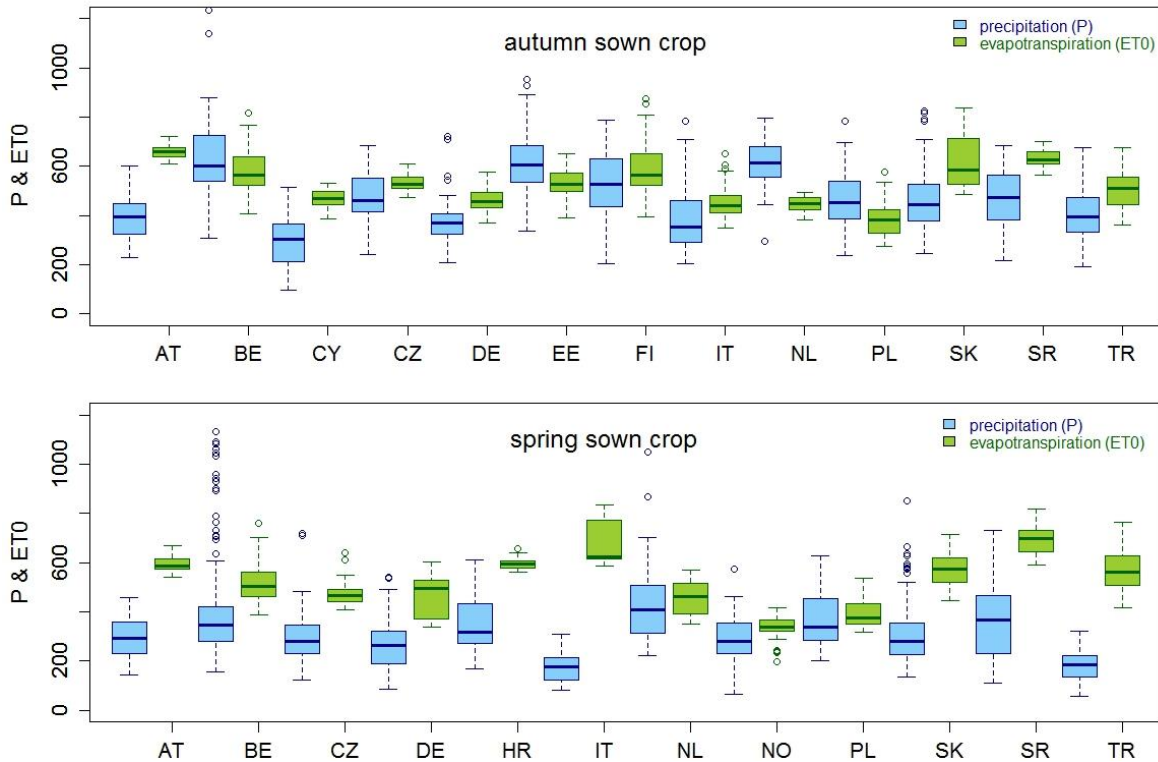 autumn sown crop
precipitation (P)
evapotranspiration (ET0)
P & ET0
1000
600
200
0
AT BE CY CZ DE EE FI IT NL PL SK SR TR
spring sown crop
precipitation (P)
evapotranspiration (ET0)
P & ET0
1000
600
200
0
AT BE CZ DE HR IT NL NO PL SK SR TR